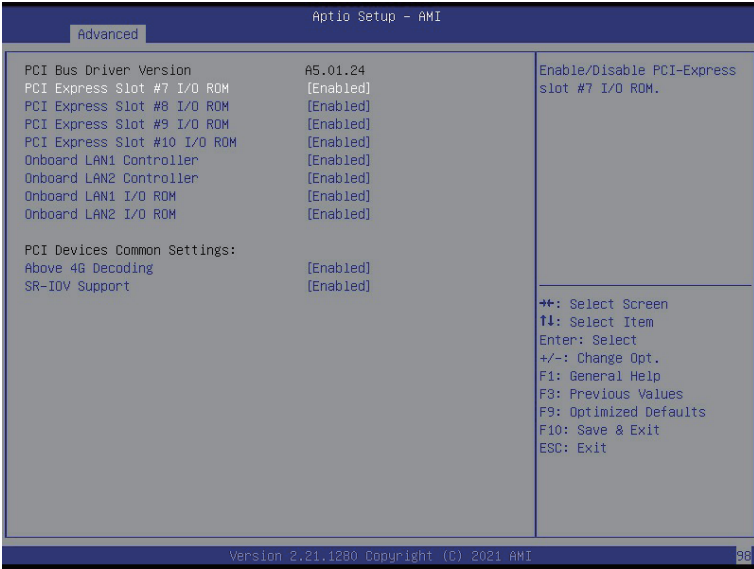 Aptio Setup – AMI
Advanced
PCI Bus Driver Version A5.01.24
PCI Express Slot #7 I/O ROM [Enabled]
PCI Express Slot #8 I/O ROM [Enabled]
PCI Express Slot #9 I/O ROM [Enabled]
PCI Express Slot #10 I/O ROM [Enabled]
Onboard LAN1 Controller [Enabled]
Onboard LAN2 Controller [Enabled]
Onboard LAN1 I/O ROM [Enabled]
Onboard LAN2 I/O ROM [Enabled]
PCI Devices Common Settings:
Above 4G Decoding [Enabled]
SR-IOV Support [Enabled]
Enable/Disable PCI-Express
slot #7 I/O ROM.
→←: Select Screen
↑↓: Select Item
Enter: Select
+/-: Change Opt.
F1: General Help
F3: Previous Values
F9: Optimized Defaults
F10: Save & Exit
ESC: Exit
Version 2.21.1280 Copyright (C) 2021 AMI
98